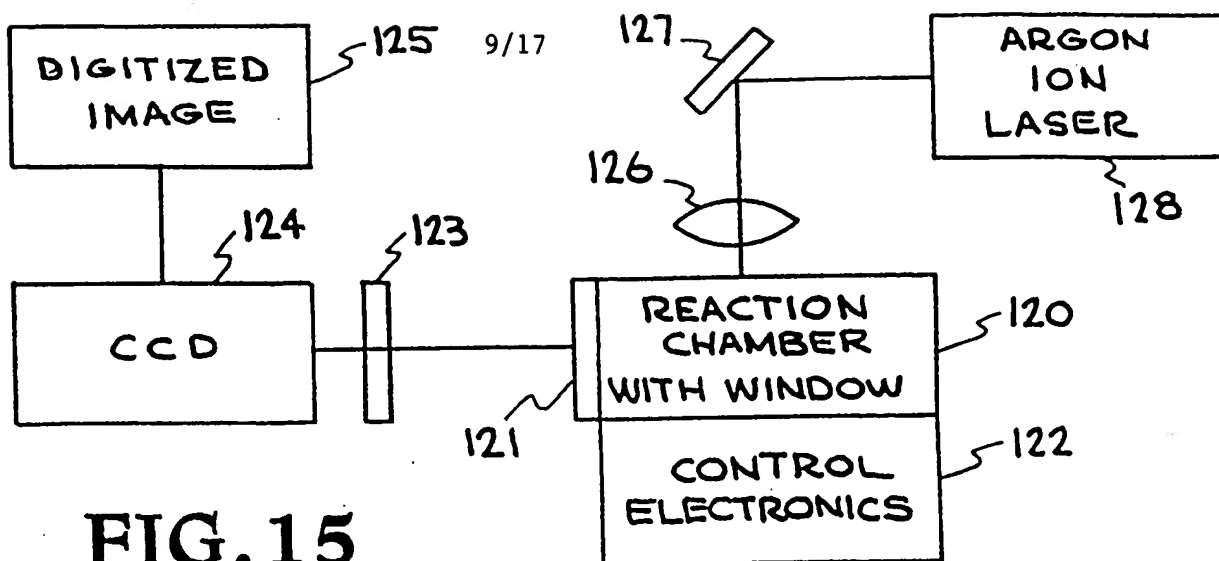 DIGITIZED
IMAGE
125
9/17
127
ARGON
ION
LASER
128
126
124
123
CCD
121
REACTION
CHAMBER
WITH WINDOW
120
CONTROL
ELECTRONICS
122
FIG.15